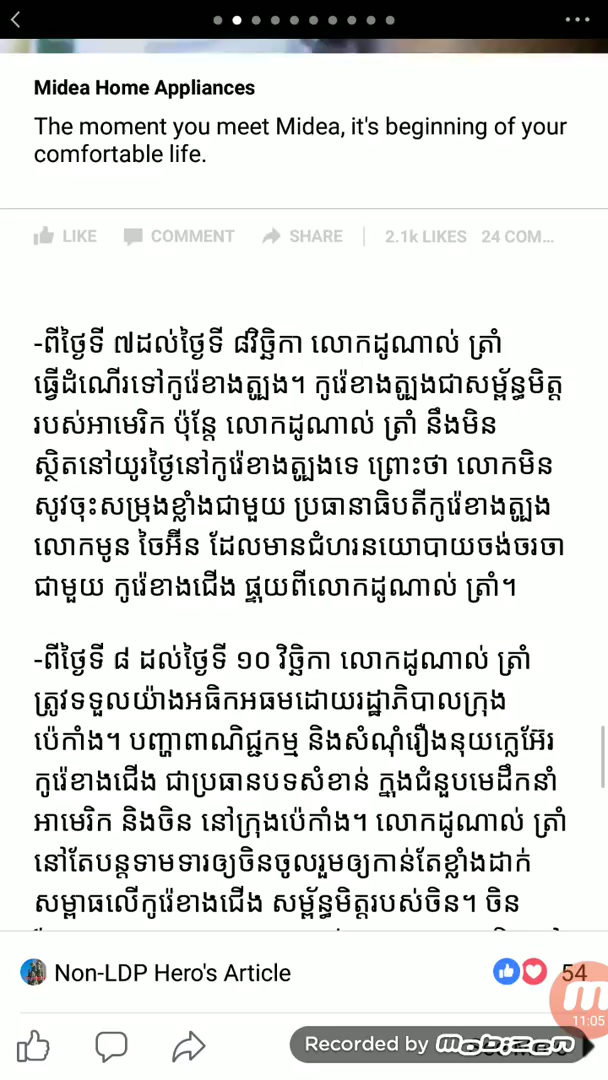 Midea Home Appliances
The moment you meet Midea, it's beginning of your
comfortable life.
LIKE COMMENT SHARE 2.1k LIKES 24 COM...
-ពីថ្ងៃទី ៧ដល់ថ្ងៃទី ៨វិច្ឆិកា លោកដូណាល់ ត្រាំ
ធ្វើដំណើរទៅកូរ៉េខាងត្បូង។ កូរ៉េខាងត្បូងជាសម្ព័ន្ធមិត្ត
របស់អាមេរិក ប៉ុន្តែ លោកដូណាល់ ត្រាំ នឹងមិន
ស្ថិតនៅយូរថ្ងៃនៅកូរ៉េខាងត្បូងទេ ព្រោះថា លោកមិន
សូវចុះសម្រុងខ្លាំងជាមួយ ប្រធានាធិបតីកូរ៉េខាងត្បូង
លោកមូន ចៃអ៊ីន ដែលមានជំហរនយោបាយចង់ចរចា
ជាមួយ កូរ៉េខាងជើង ផ្ទុយពីលោកដូណាល់ ត្រាំ។
-ពីថ្ងៃទី ៨ ដល់ថ្ងៃទី ១០ វិច្ឆិកា លោកដូណាល់ ត្រាំ
ត្រូវទទួលយ៉ាងអធិកអធមដោយរដ្ឋាភិបាលក្រុង
ប៉េកាំង។ បញ្ហាពាណិជ្ជកម្ម និងសំណុំរឿងនុយក្លេអ៊ែរ
កូរ៉េខាងជើង ជាប្រធានបទសំខាន់ ក្នុងជំនួបមេដឹកនាំ
អាមេរិក និងចិន នៅក្រុងប៉េកាំង។ លោកដូណាល់ ត្រាំ
នៅតែបន្តទាមទារឲ្យចិនចូលរួមឲ្យកាន់តែខ្លាំងដាក់
សម្ពាធលើកូរ៉េខាងជើង សម្ព័ន្ធមិត្តរបស់ចិន។ ចិន
Non-LDP Hero's Article 54
11:05
Recorded by mobizen